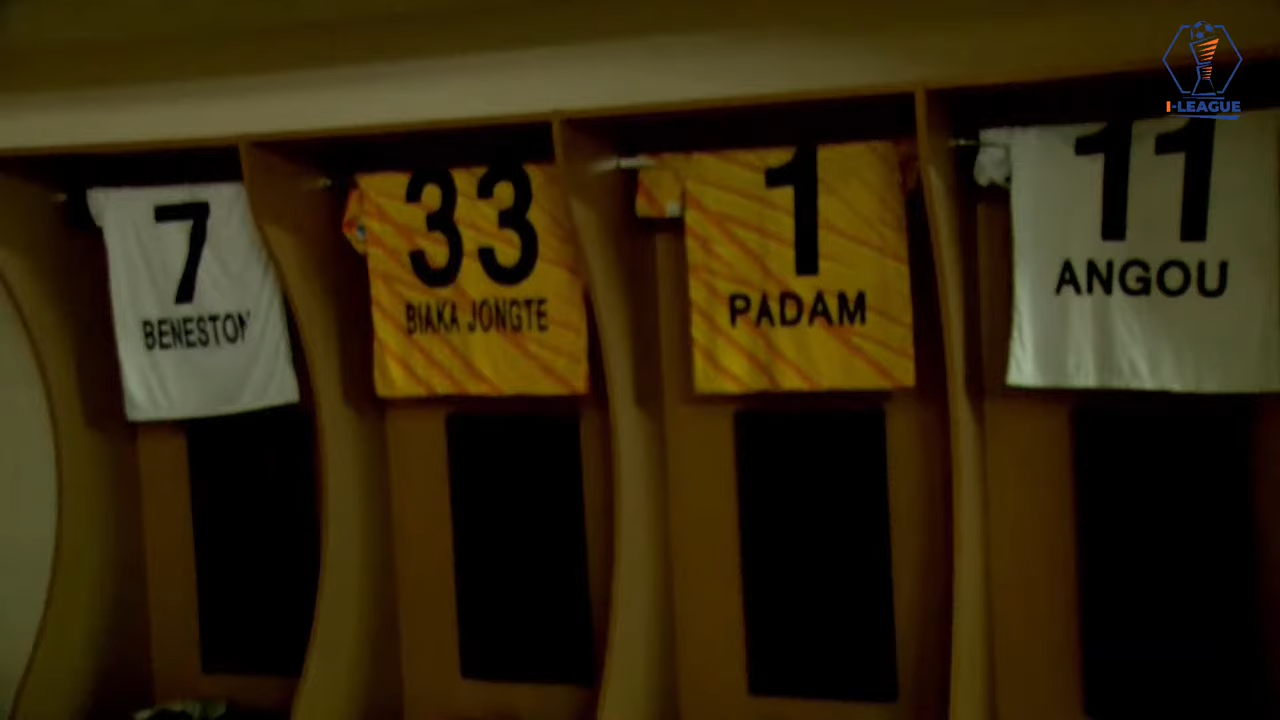 I-LEAGUE
7
BENESTON
33
BIAKA JONGTE
1
PADAM
11
ANGOU